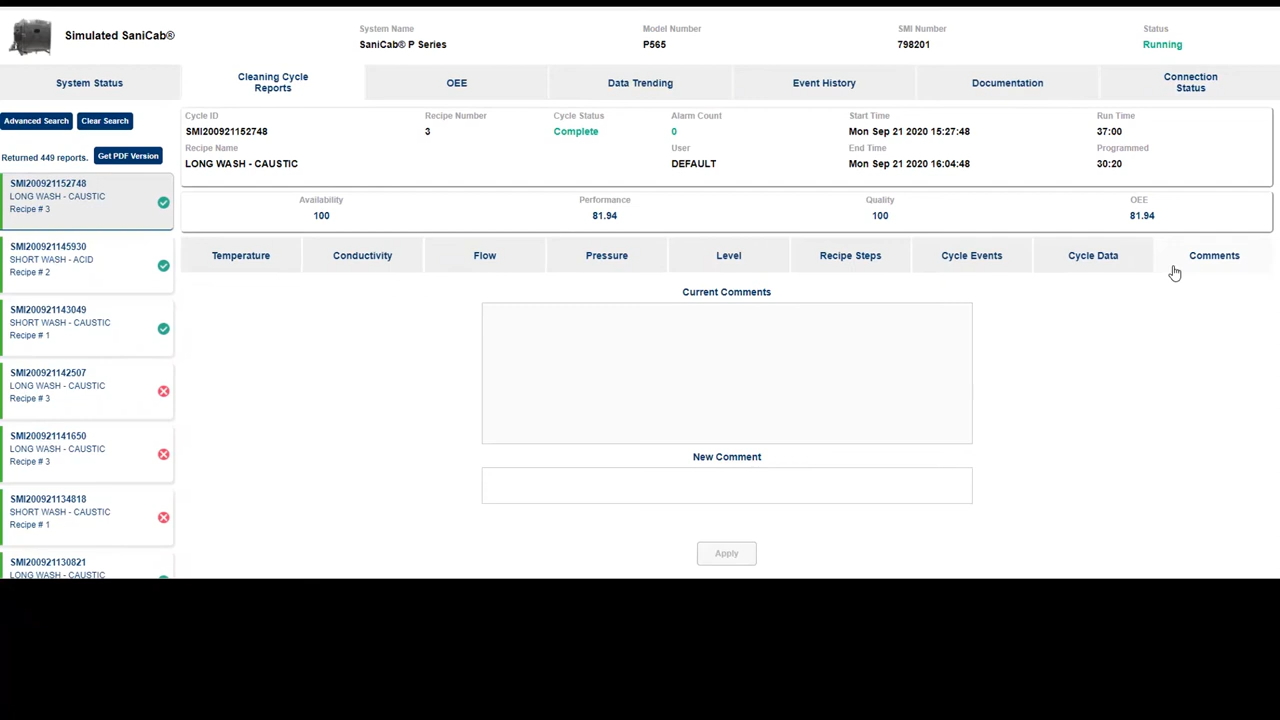 Simulated SaniCab®
System Name
SaniCab® P Series
Model Number
P565
SMI Number
798201
Status
Running
System Status
Cleaning Cycle
Reports
OEE
Data Trending
Event History
Documentation
Connection
Status
Advanced Search
Clear Search
Returned 449 reports.
Get PDF Version
SMI200921152748
LONG WASH - CAUSTIC
Recipe # 3
SMI200921145930
SHORT WASH - ACID
Recipe # 2
SMI200921143049
SHORT WASH - CAUSTIC
Recipe # 1
SMI200921142507
LONG WASH - CAUSTIC
Recipe # 3
SMI200921141650
LONG WASH - CAUSTIC
Recipe # 3
SMI200921134818
SHORT WASH - CAUSTIC
Recipe # 1
SMI200921130821
LONG WASH - CAUSTIC
Cycle ID
SMI200921152748
Recipe Number
3
Cycle Status
Complete
Alarm Count
0
Start Time
Mon Sep 21 2020 15:27:48
Run Time
37:00
Recipe Name
LONG WASH - CAUSTIC
User
DEFAULT
End Time
Mon Sep 21 2020 16:04:48
Programmed
30:20
Availability
100
Performance
81.94
Quality
100
OEE
81.94
Temperature
Conductivity
Flow
Pressure
Level
Recipe Steps
Cycle Events
Cycle Data
Comments
Current Comments
New Comment
Apply